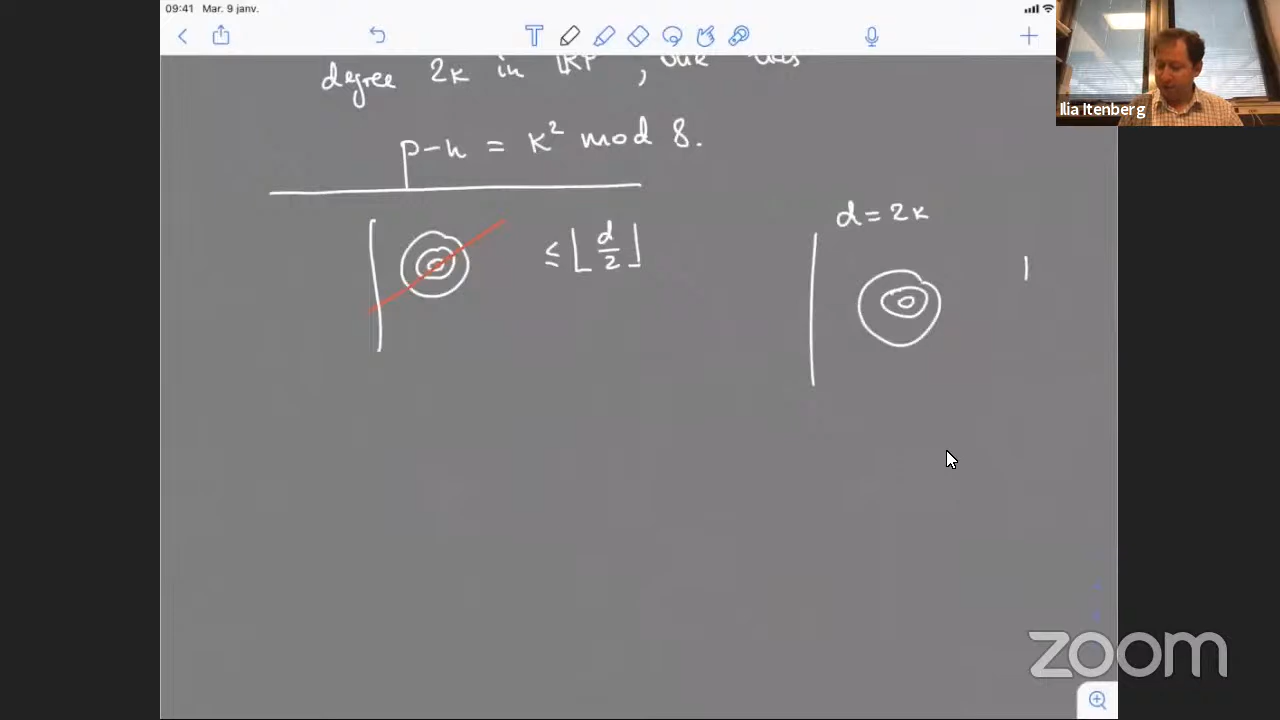 09:41 Mar. 9 janv.
Ilia Itenberg
degree 2k in
p-n = k² mod 8.
d = 2k
≤ ⌊d/2⌋
zoom